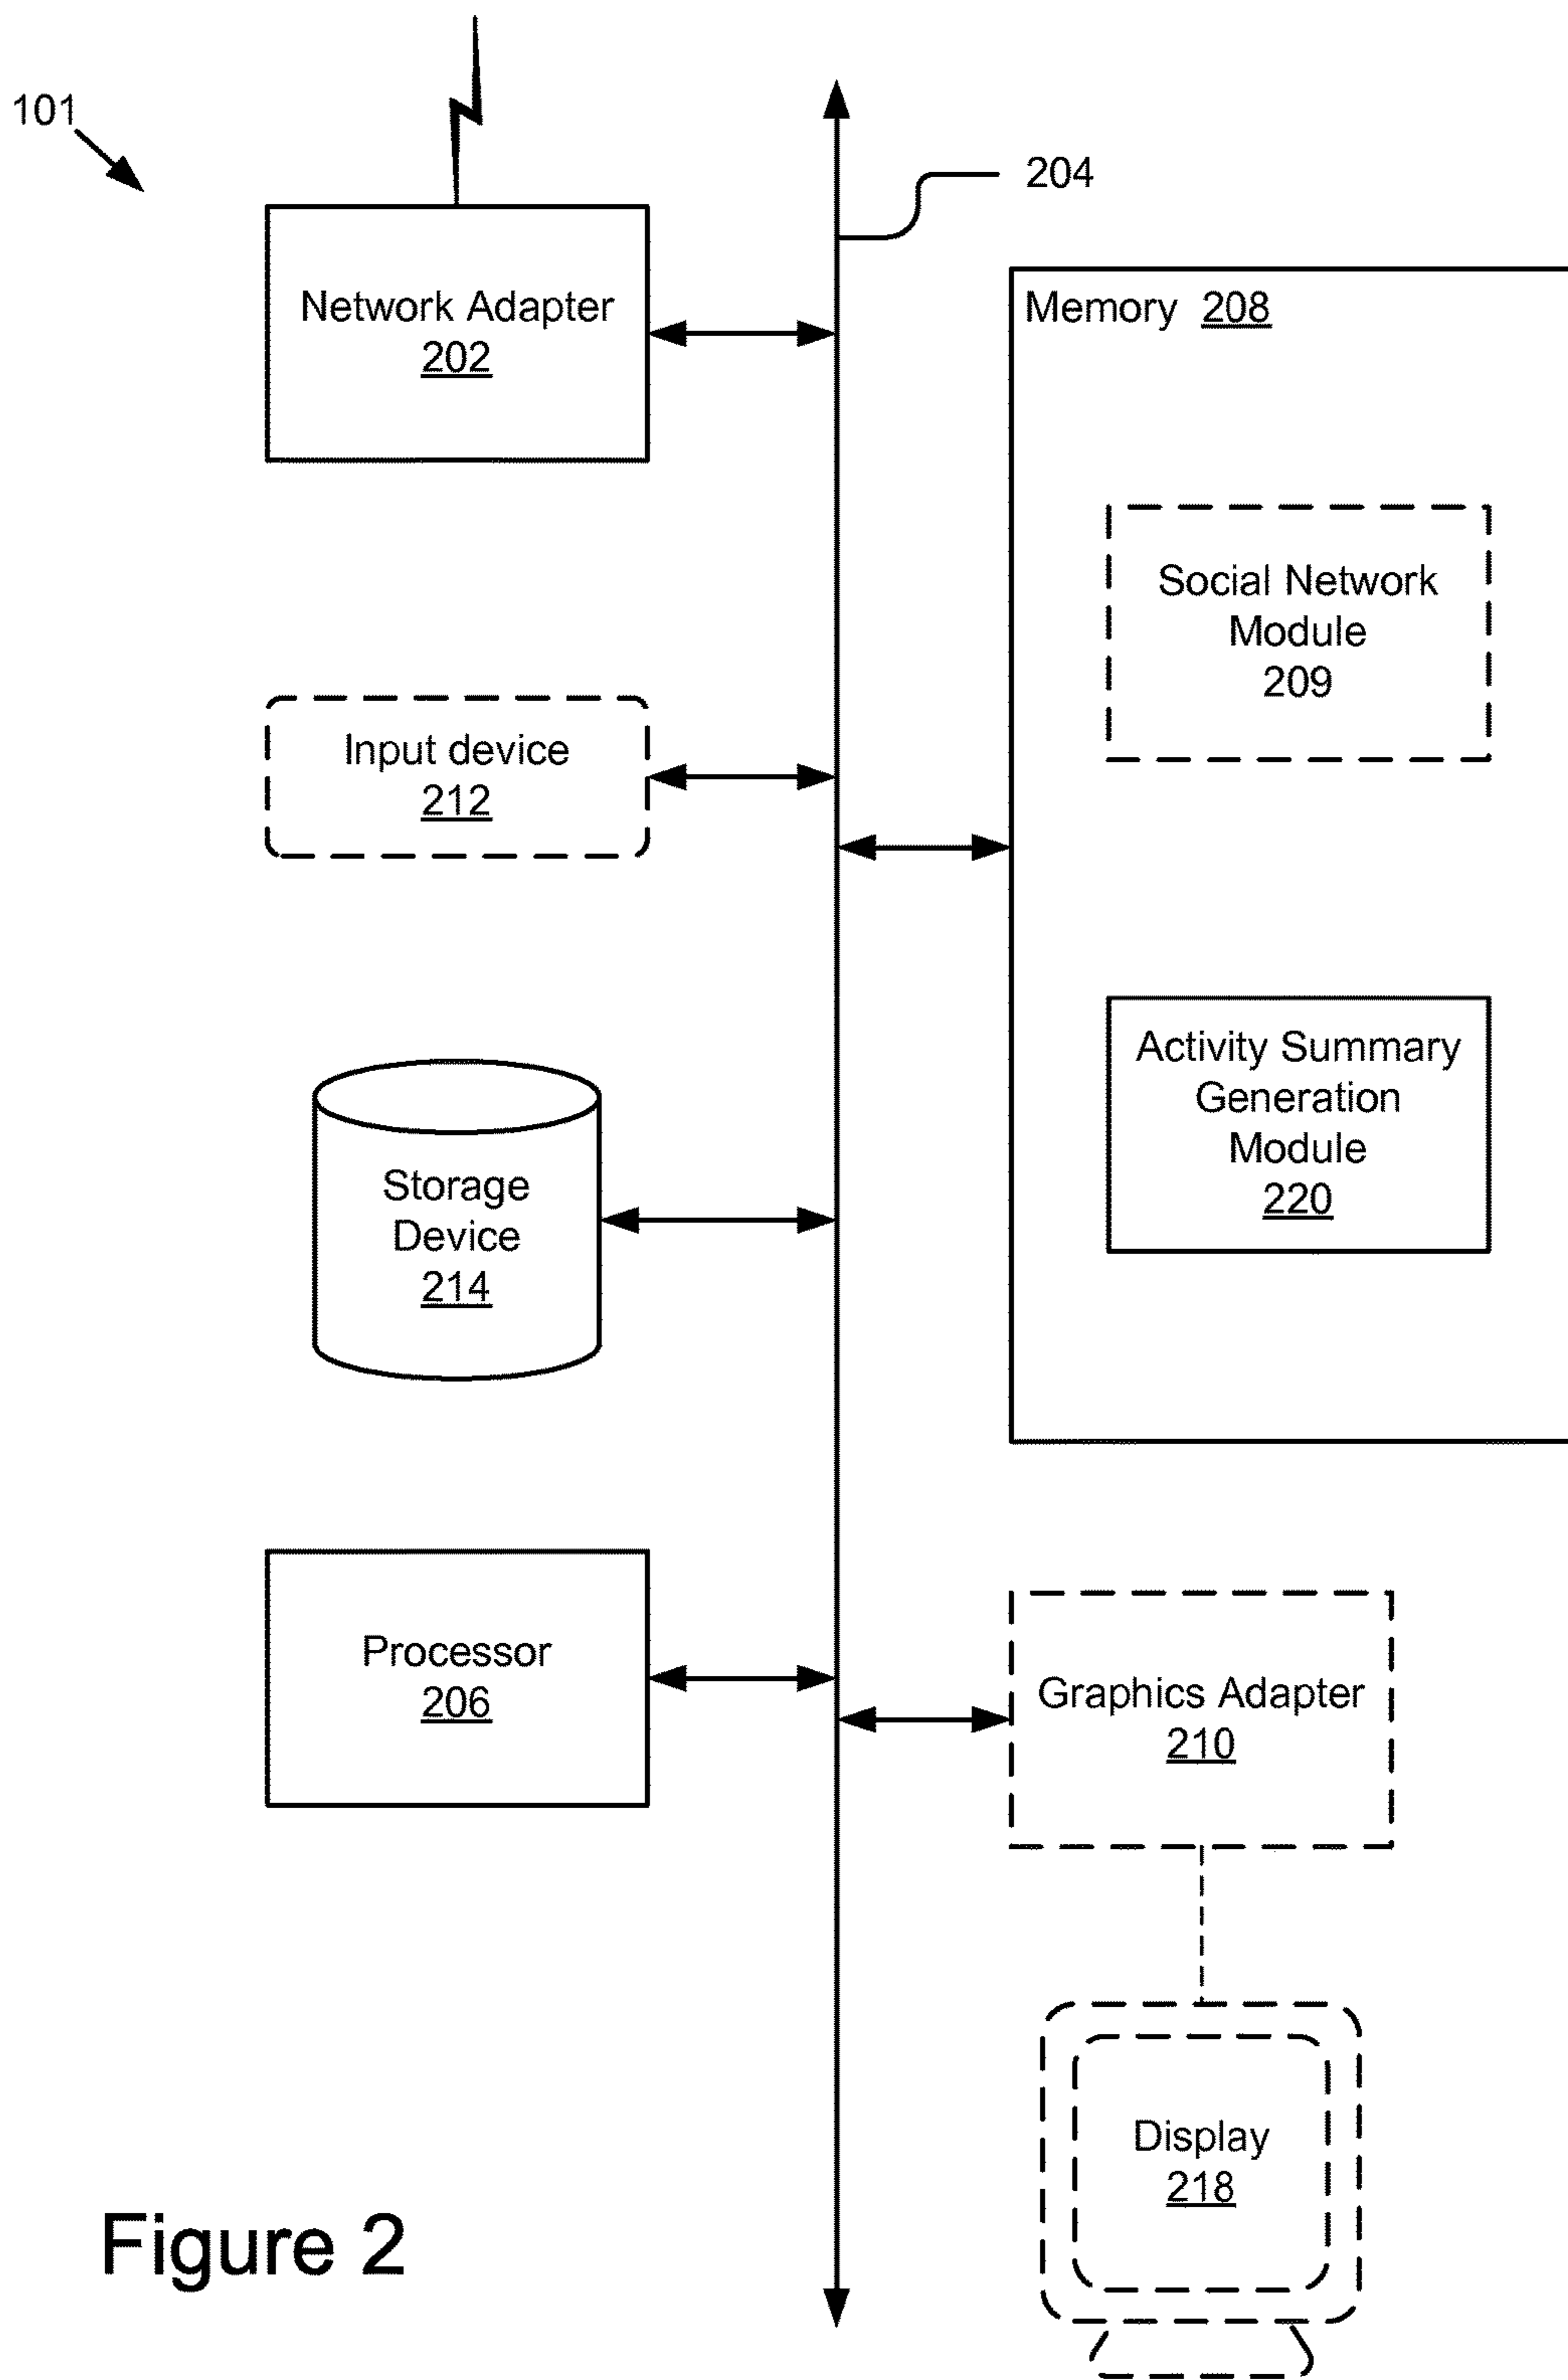 101
204
Network Adapter
202
Memory 208
Social Network
Module
209
Input device
212
Activity Summary
Generation
Module
220
Storage
Device
214
Processor
206
Graphics Adapter
210
Display
218
Figure 2